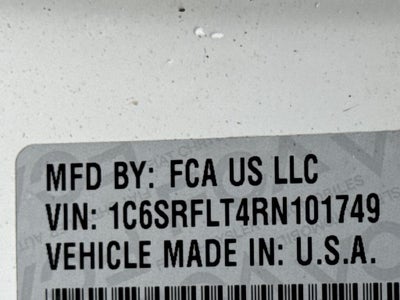 MFD BY: FCA US LLC
VIN: 1C6SRFLT4RN101749
VEHICLE MADE IN: U.S.A.